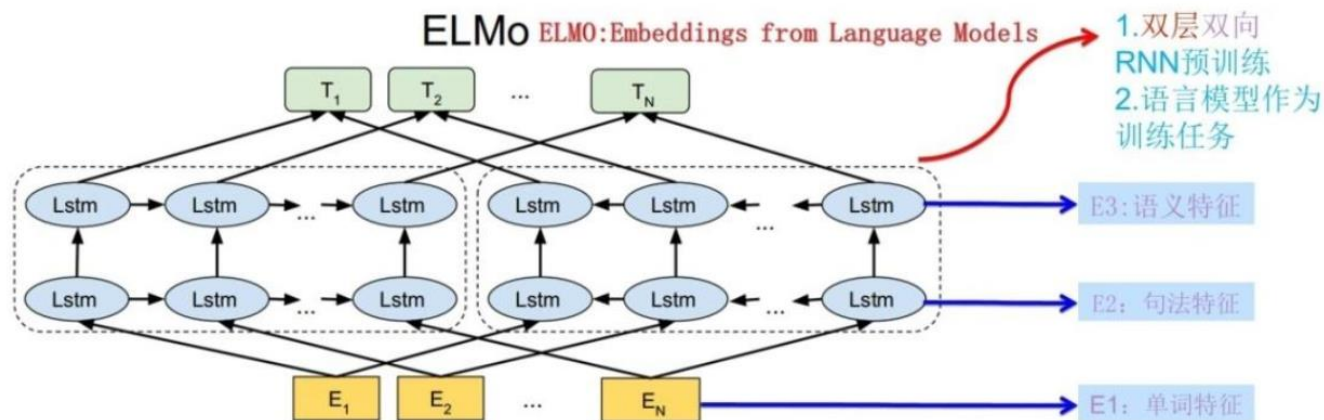 ELMo ELMO:Embeddings from Language Models
1.双层双向
RNN预训练
2.语言模型作为
训练任务
T1 T2 ... TN
Lstm Lstm ... Lstm Lstm Lstm ... Lstm
E3:语义特征
Lstm Lstm ... Lstm Lstm Lstm ... Lstm
E2：句法特征
E1 E2 ... EN
E1：单词特征